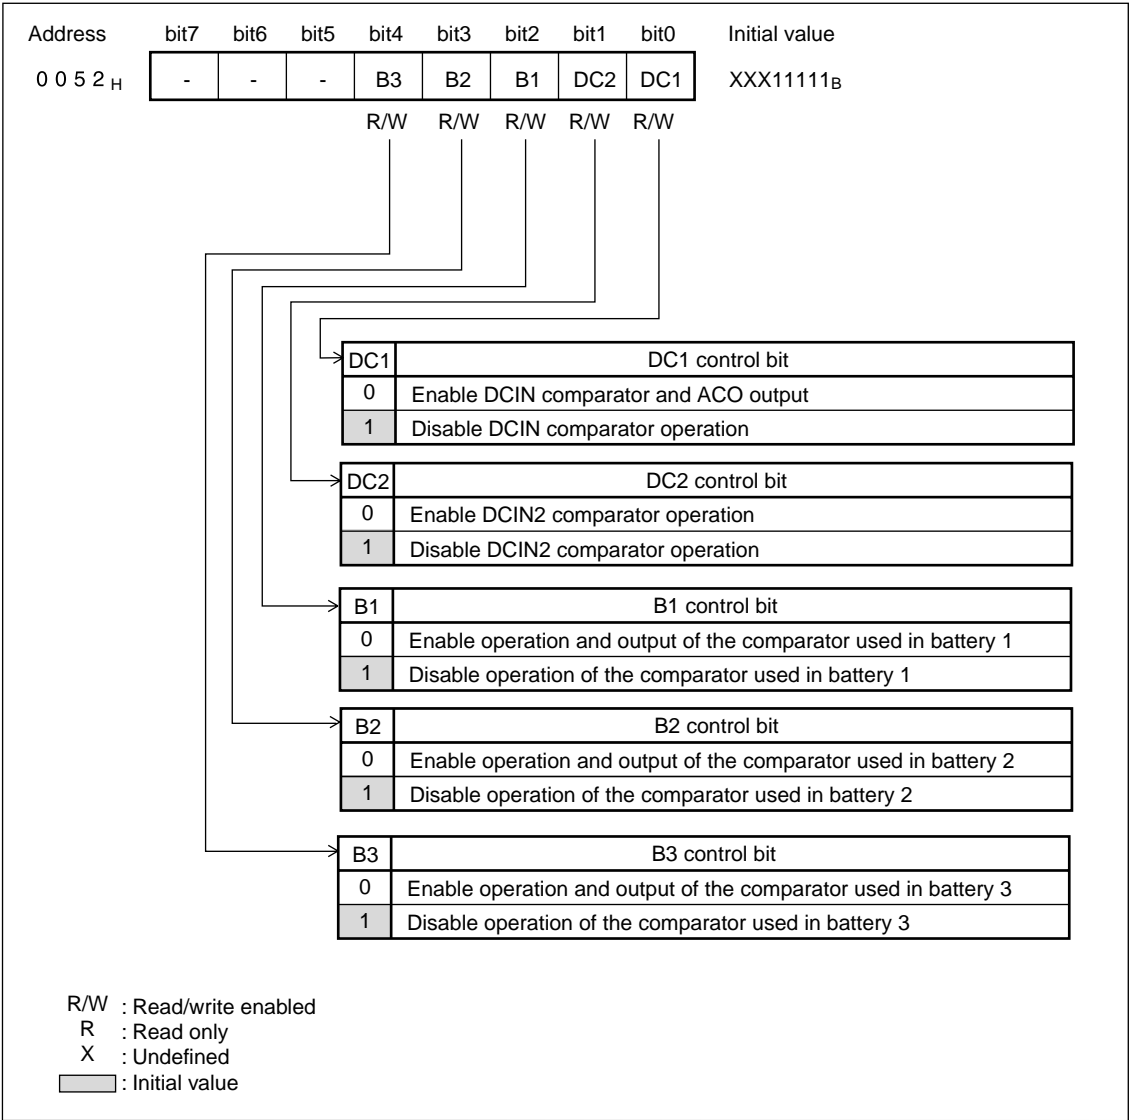 Address bit7 bit6 bit5 bit4 bit3 bit2 bit1 bit0 Initial value
0 0 5 2 H - - - B3 B2 B1 DC2 DC1 XXX11111B
R/W R/W R/W R/W R/W
DC1 DC1 control bit
0 Enable DCIN comparator and ACO output
1 Disable DCIN comparator operation
DC2 DC2 control bit
0 Enable DCIN2 comparator operation
1 Disable DCIN2 comparator operation
B1 B1 control bit
0 Enable operation and output of the comparator used in battery 1
1 Disable operation of the comparator used in battery 1
B2 B2 control bit
0 Enable operation and output of the comparator used in battery 2
1 Disable operation of the comparator used in battery 2
B3 B3 control bit
0 Enable operation and output of the comparator used in battery 3
1 Disable operation of the comparator used in battery 3
R/W : Read/write enabled
R : Read only
X : Undefined
: Initial value